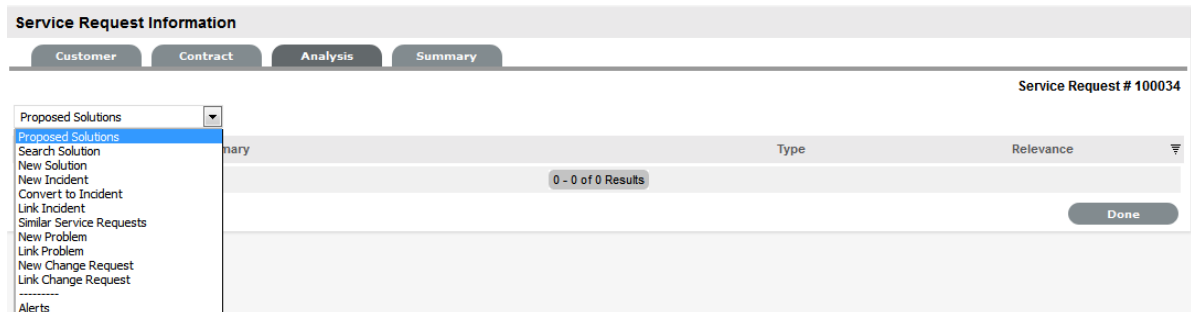 Service Request Information
Customer Contract Analysis Summary
Service Request # 100034
Proposed Solutions
Proposed Solutions
Search Solution
Type Relevance
New Solution
New Incident
0 - 0 of 0 Results
Convert to Incident
Link Incident
Done
Similar Service Requests
New Problem
Link Problem
New Change Request
Link Change Request
---------
Alerts